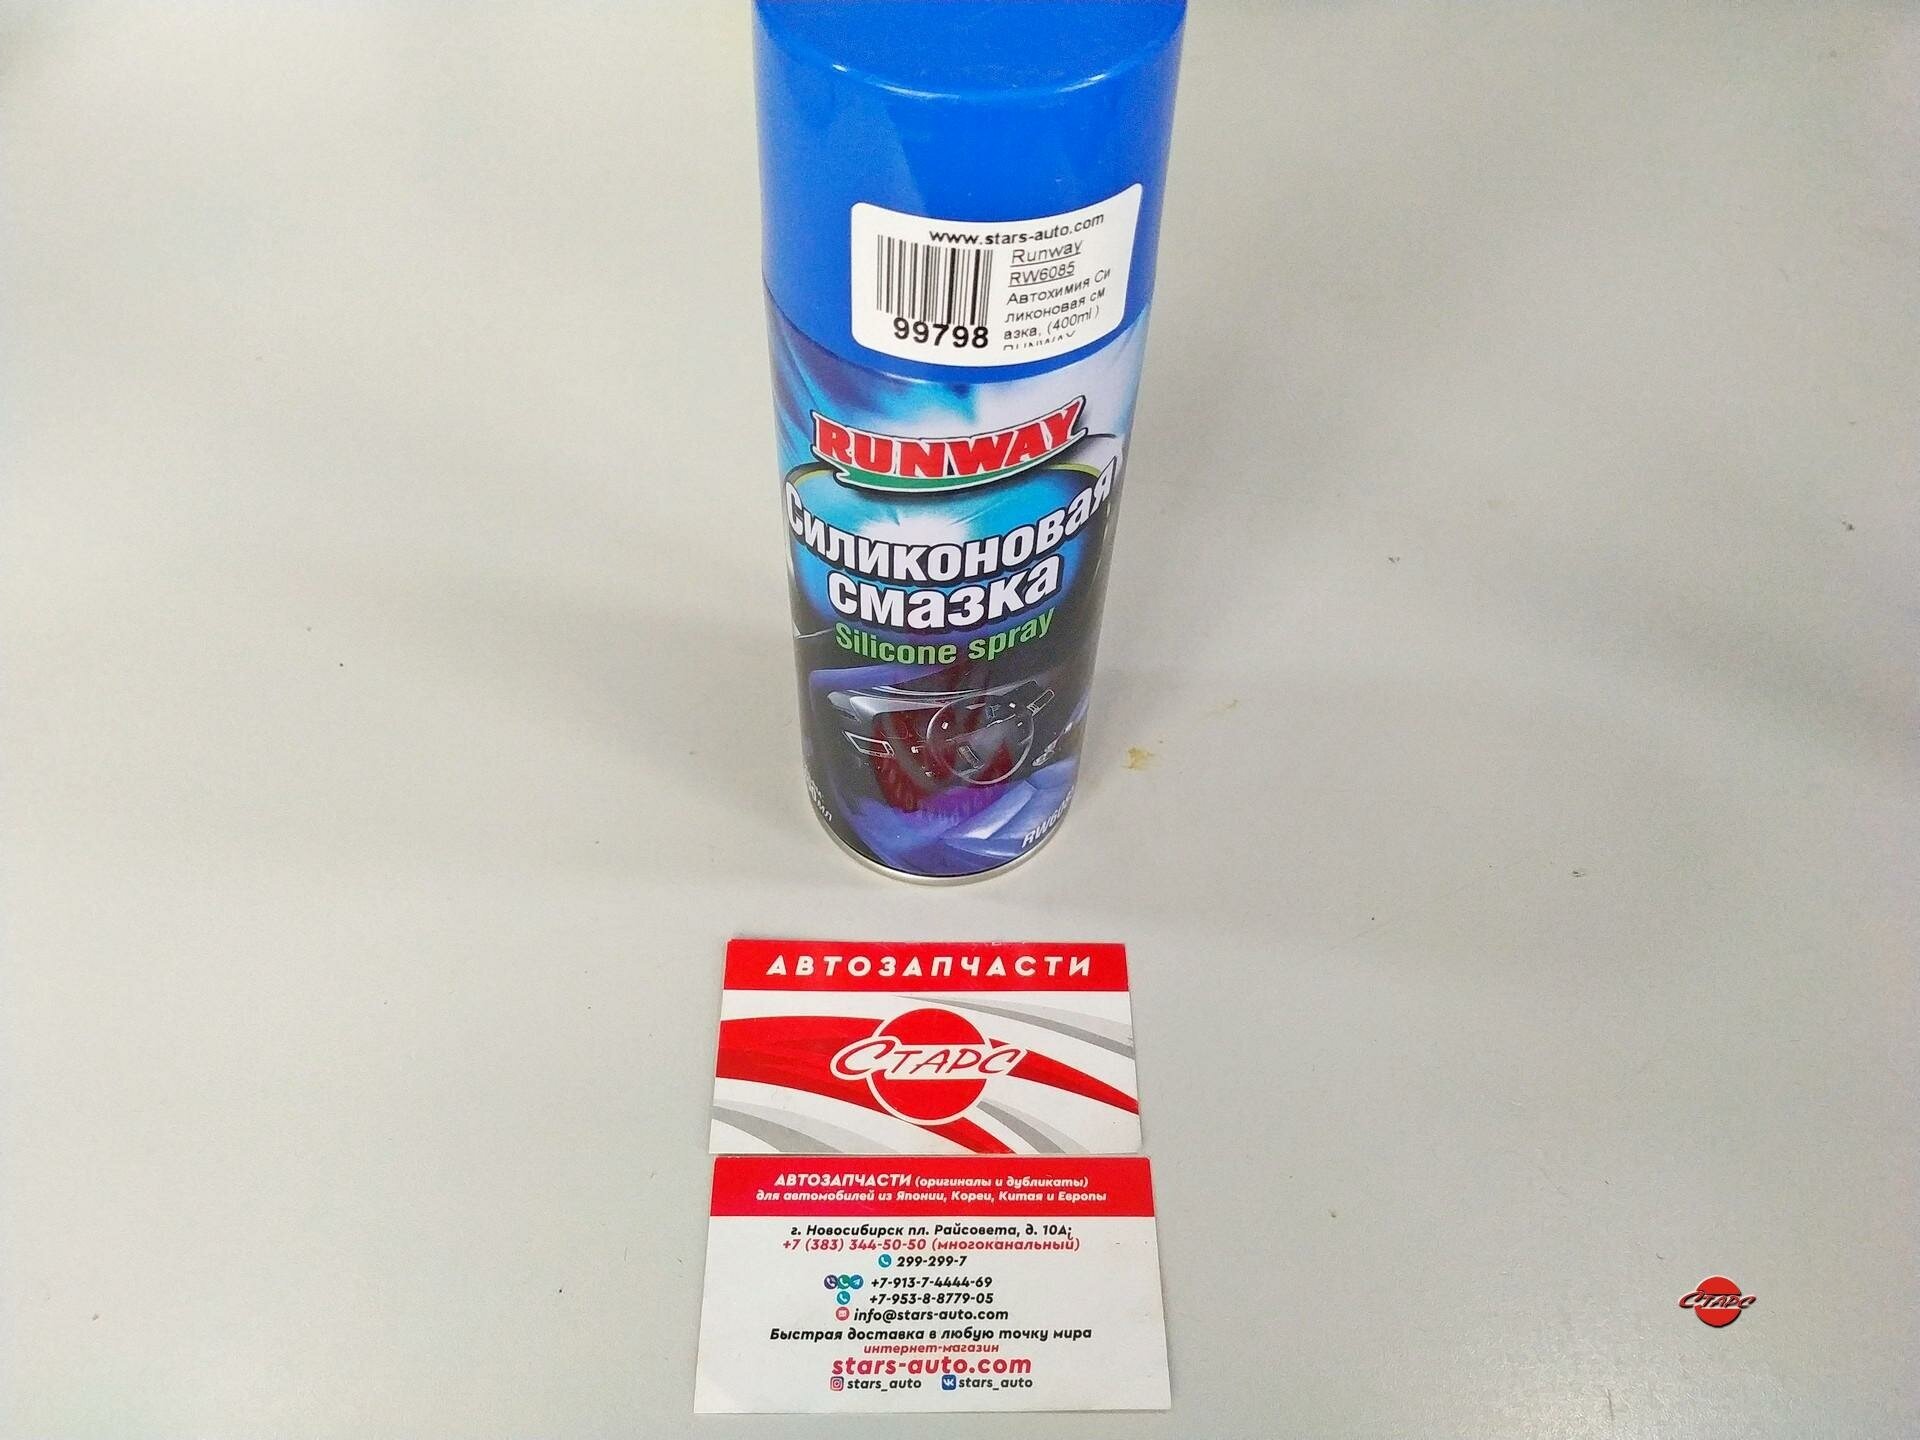 www.stars-auto.com
Runway
RW6085
Автохимия Си
ликоновая см
азка, (400ml)
RUNWAY
99798
RUNWAY
Силиконовая
смазка
Silicone spray
АВТОЗАПЧАСТИ
СТАРС
АВТОЗАПЧАСТИ (оригиналы и дубликаты)
для автомобилей из Японии, Кореи, Китая и Европы
г. Новосибирск пл. Райсовета, д. 10А;
+7 (383) 344-50-50 (многоканальный)
299-299-7
+7-913-7-4444-69
+7-953-8-8779-05
info@stars-auto.com
Быстрая доставка в любую точку мира
интернет-магазин
stars-auto.com
stars_auto stars_auto
СТАРС